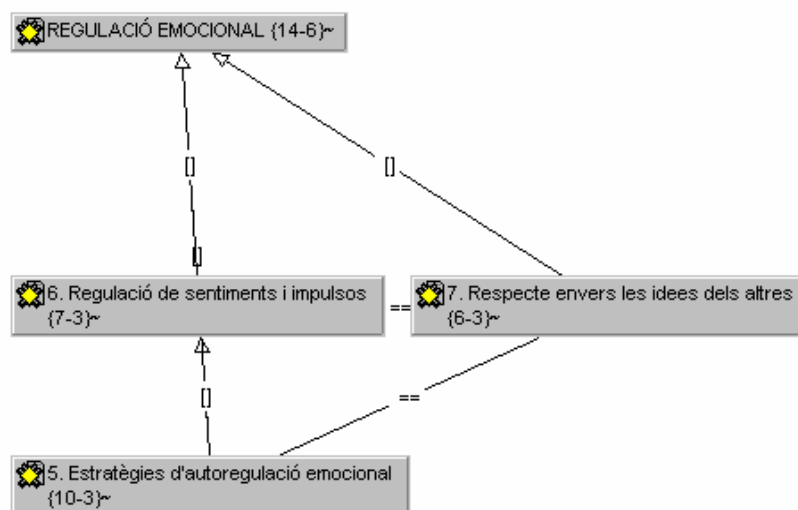 REGULACIÓ EMOCIONAL {14-6}~
[]
[]
[]
6. Regulació de sentiments i impulsos
{7-3}~
==
7. Respecte envers les idees dels altres
{6-3}~
[]
==
5. Estratègies d'autoregulació emocional
{10-3}~